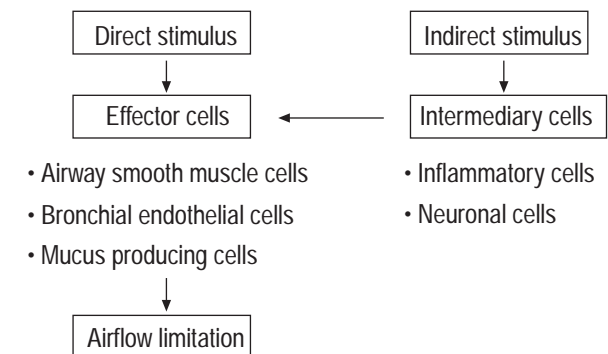 Direct stimulus
Indirect stimulus
Effector cells
Intermediary cells
• Airway smooth muscle cells
• Bronchial endothelial cells
• Mucus producing cells
• Inflammatory cells
• Neuronal cells
Airflow limitation